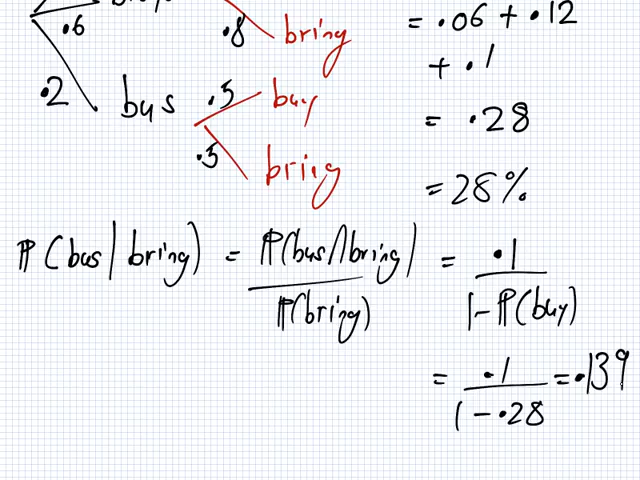 .6 .8 bring = .06 + .12
+ .1
.2 bus .5 buy
= .28
.5 bring = 28%
ℙ(bus | bring) = ℙ(bus ∩ bring) / ℙ(bring) = .1 / 1 - ℙ(buy)
= .1 / 1 - .28 = .139